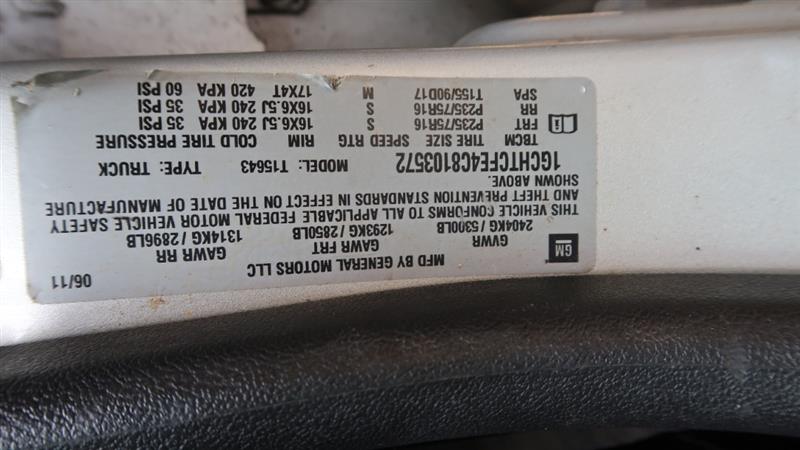 MFD BY GENERAL MOTORS LLC 06/11
GM
GVWR GAWR FRT GAWR RR
2404KG / 5300LB 1293KG / 2850LB 1314KG / 2896LB
THIS VEHICLE CONFORMS TO ALL APPLICABLE FEDERAL MOTOR VEHICLE SAFETY
AND THEFT PREVENTION STANDARDS IN EFFECT ON THE DATE OF MANUFACTURE
SHOWN ABOVE.
1GCHTCFE4C8103572 MODEL: T15643 TYPE: TRUCK
TBCM TIRE SIZE SPEED RTG RIM COLD TIRE PRESSURE
FRT P235/75R16 S 16X6.5J 240 KPA 35 PSI
RR P235/75R16 S 16X6.5J 240 KPA 35 PSI
SPA T155/90D17 M 17X4T 420 KPA 60 PSI